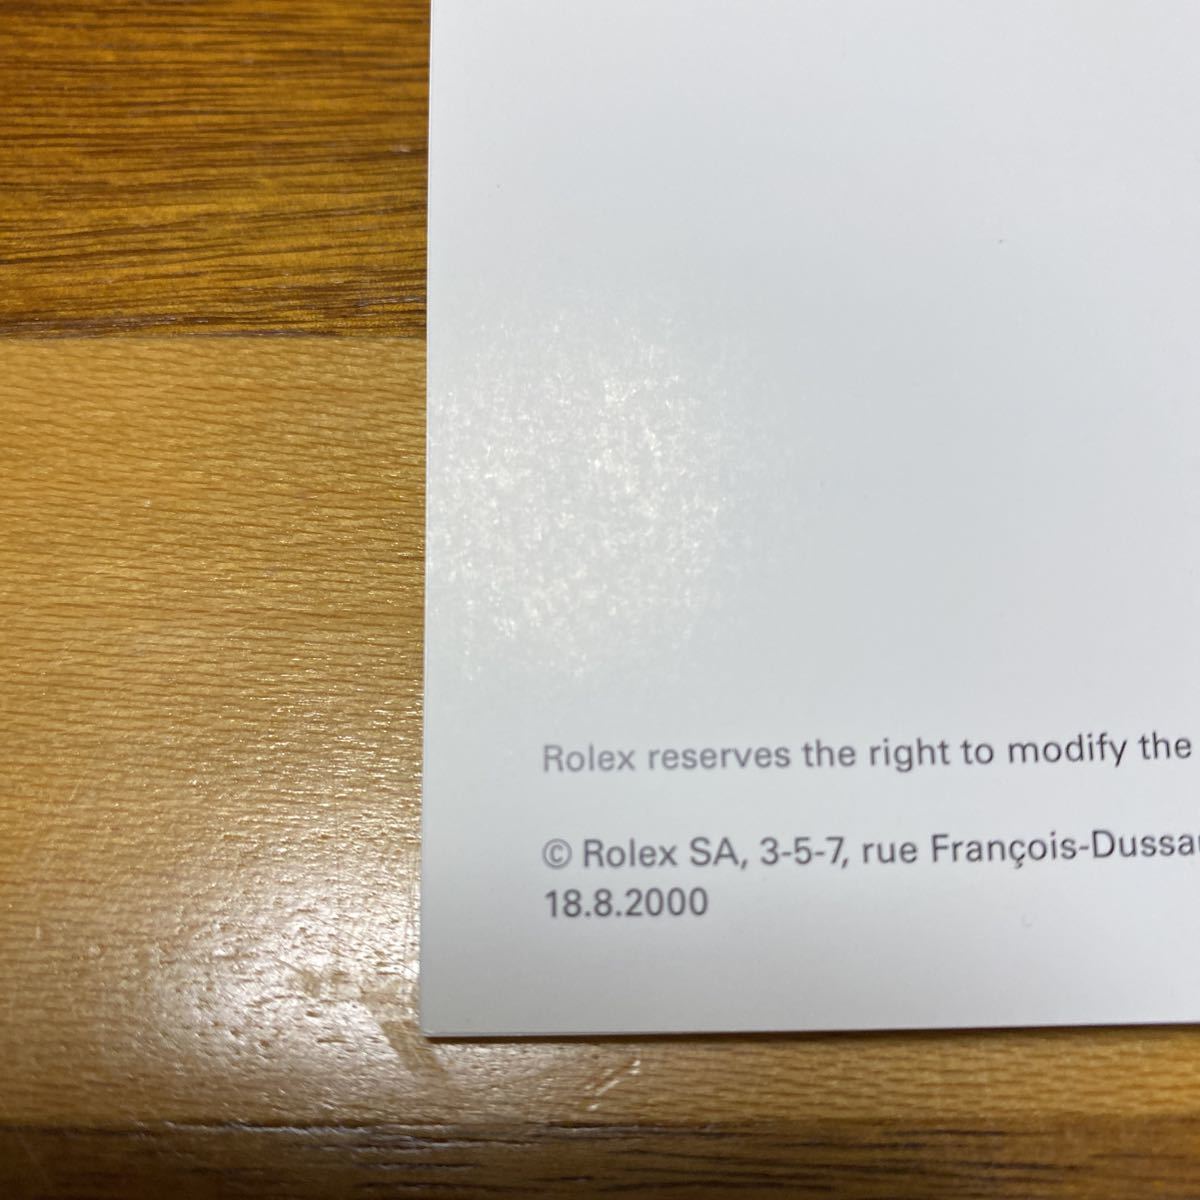 Rolex reserves the right to modify the
© Rolex SA, 3-5-7, rue François-Dussa
18.8.2000